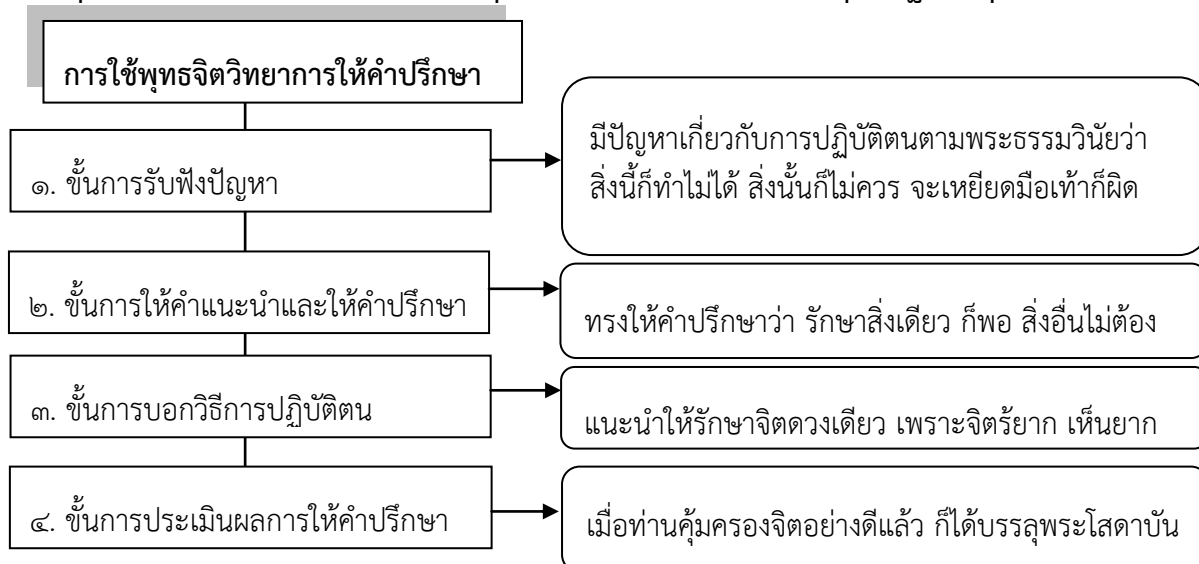 การใช้พุทธจิตวิทยาการให้คำปรึกษา
๑. ขั้นการรับฟังปัญหา
มีปัญหาเกี่ยวกับการปฏิบัติตนตามพระธรรมวินัยว่า
สิ่งนี้ก็ทำไม่ได้ สิ่งนั้นก็ไม่ควร จะเหยียดมือเท้าก็ผิด
๒. ขั้นการให้คำแนะนำและให้คำปรึกษา
ทรงให้คำปรึกษาว่า รักษาสิ่งเดียว ก็พอ สิ่งอื่นไม่ต้อง
๓. ขั้นการบอกวิธีการปฏิบัติตน
แนะนำให้รักษาจิตดวงเดียว เพราะจิตร้ยาก เห็นยาก
๔. ขั้นการประเมินผลการให้คำปรึกษา
เมื่อท่านคุ้มครองจิตอย่างดีแล้ว ก็ได้บรรลุพระโสดาบัน